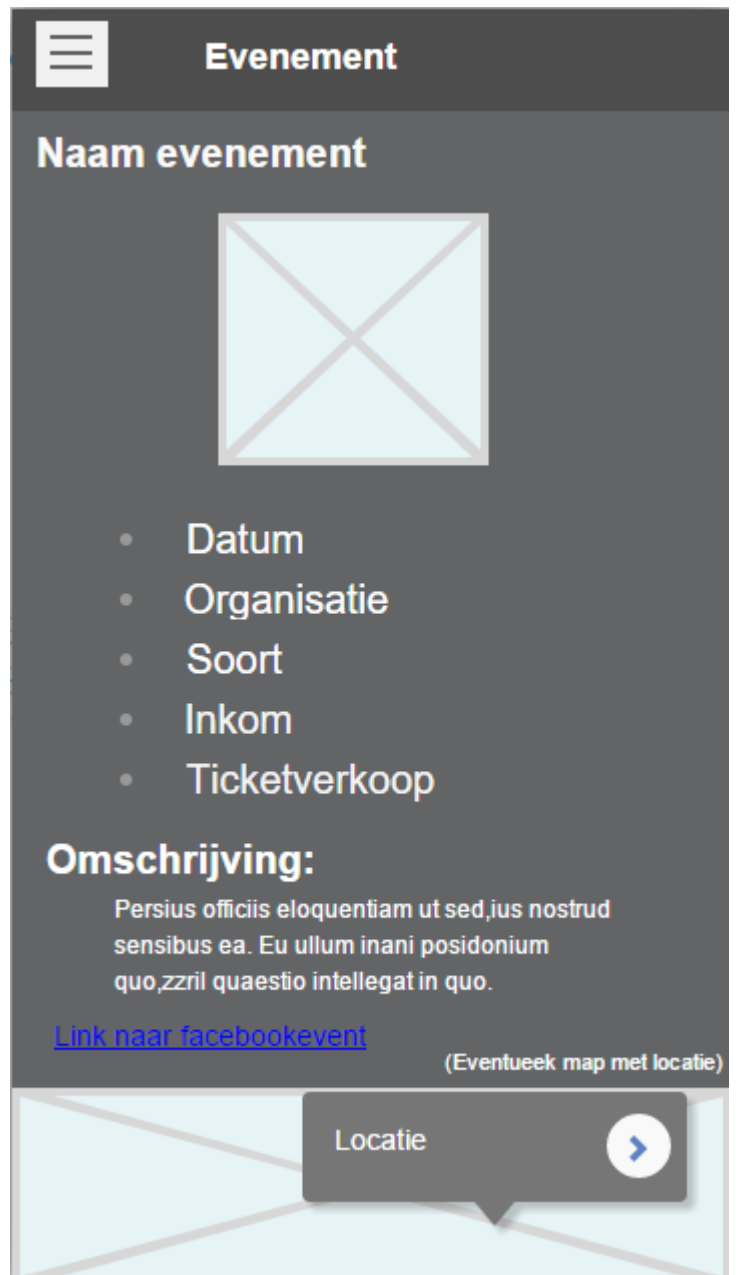 Evenement
Naam evenement
Datum
Organisatie
Soort
Inkom
Ticketverkoop
Omschrijving:
Persius officiis eloquentiam ut sed,ius nostrud
sensibus ea. Eu ullum inani posidonium
quo,zzril quaestio intellegat in quo.
Link naar facebookevent
(Eventueek map met locatie)
Locatie